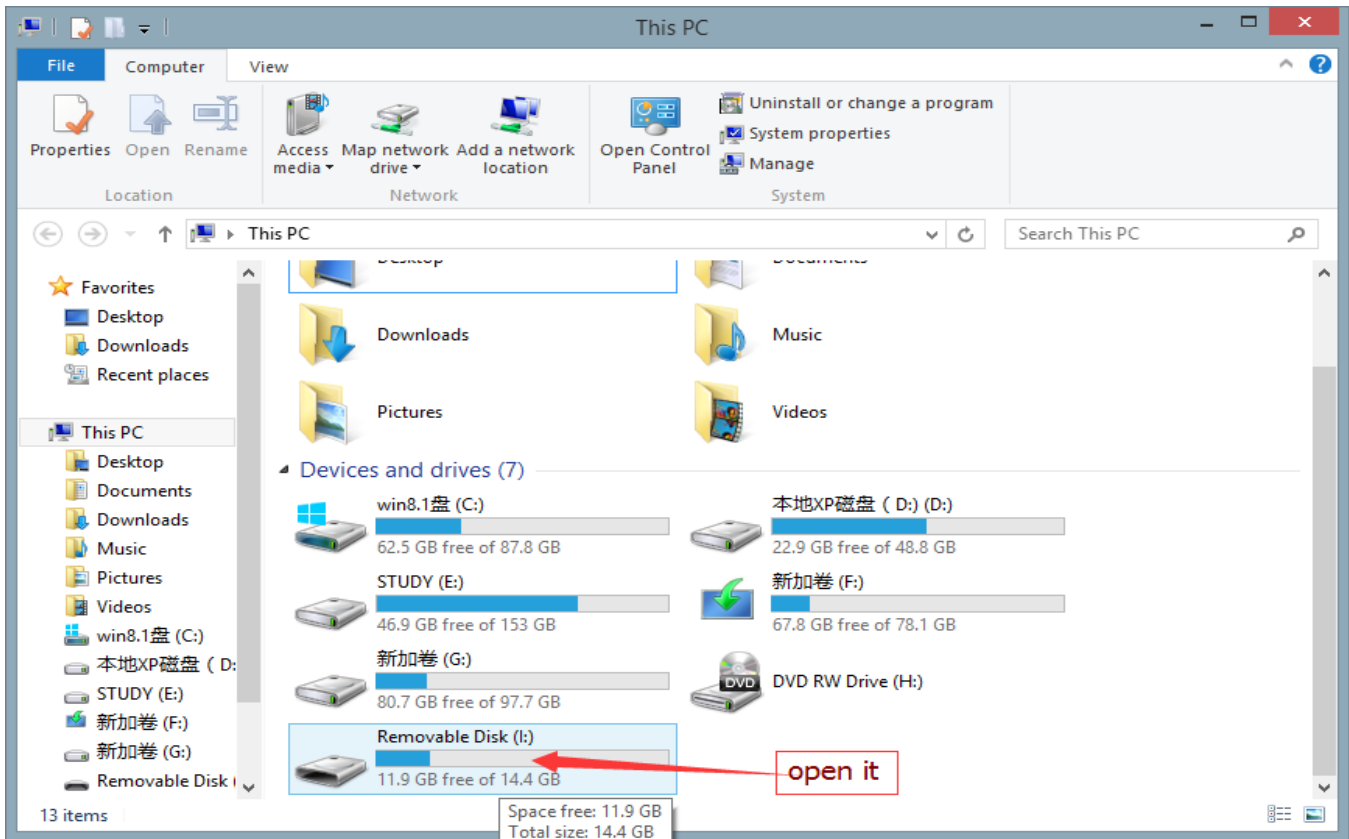 This PC
File Computer View
Properties Open Rename Access media Map network drive Add a network location Open Control Panel
Uninstall or change a program
System properties
Manage
Location Network System
This PC Search This PC
Favorites
Desktop
Downloads
Recent places
This PC
Desktop
Documents
Downloads
Music
Pictures
Videos
win8.1盘 (C:)
本地XP磁盘 ( D:
STUDY (E:)
新加卷 (F:)
新加卷 (G:)
Removable Disk (
Desktop Documents
Downloads Music
Pictures Videos
Devices and drives (7)
win8.1盘 (C:)
62.5 GB free of 87.8 GB
本地XP磁盘 ( D:) (D:)
22.9 GB free of 48.8 GB
STUDY (E:)
46.9 GB free of 153 GB
新加卷 (F:)
67.8 GB free of 78.1 GB
新加卷 (G:)
80.7 GB free of 97.7 GB
DVD
DVD RW Drive (H:)
Removable Disk (I:)
11.9 GB free of 14.4 GB
open it
Space free: 11.9 GB
Total size: 14.4 GB
13 items